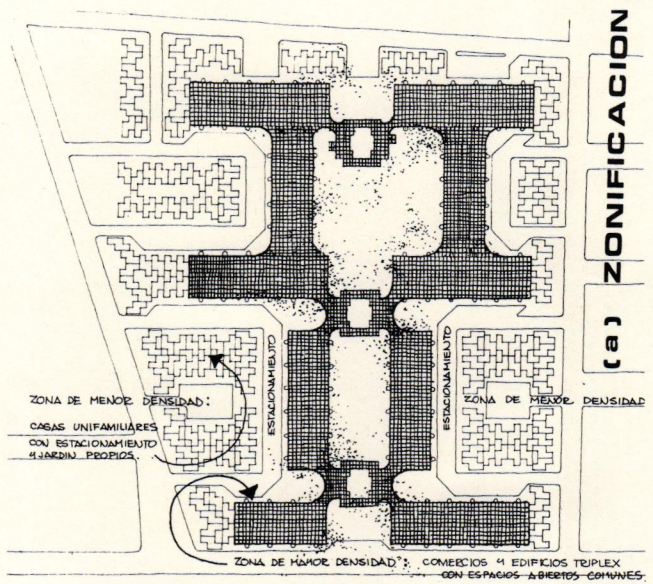 (a) ZONIFICACION
ESTACIONAMIENTO
ESTACIONAMIENTO
ZONA DE MENOR DENSIDAD:
CASAS UNIFAMILIARES
CON ESTACIONAMIENTO
Y JARDIN PROPIOS.
ZONA DE MENOR DENSIDAD
ZONA DE MAYOR DENSIDAD: COMERCIOS Y EDIFICIOS TRIPLEX
CON ESPACIOS ABIERTOS COMUNES.